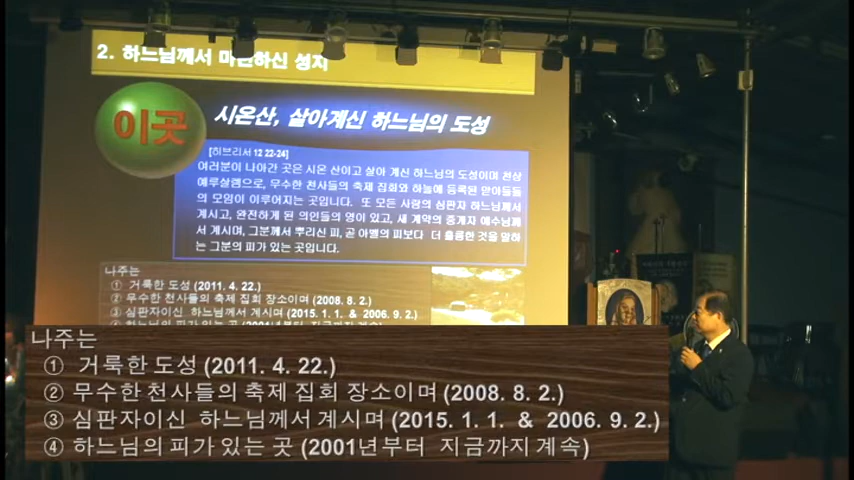 2. 하느님께서 마련하신 성지
이곳
시온산, 살아계신 하느님의 도성
[히브리서 12 22-24]
여러분이 나아간 곳은 시온 산이고 살아 계신 하느님의 도성이며 천상
예루살렘으로, 무수한 천사들의 축제 집회와 하늘에 등록된 맏아들들
의 모임이 이루어지는 곳입니다. 또 모든 사람의 심판자 하느님께서
계시고, 완전하게 된 의인들의 영이 있고, 새 계약의 중개자 예수님께
서 계시며, 그분께서 뿌리신 피, 곧 아벨의 피보다 더 훌륭한 것을 말하
는 그분의 피가 있는 곳입니다.
나주는
① 거룩한 도성 (2011. 4. 22.)
② 무수한 천사들의 축제 집회 장소이며 (2008. 8. 2.)
③ 심판자이신 하느님께서 계시며 (2015. 1. 1. & 2006. 9. 2.)
나주는
① 거룩한 도성 (2011. 4. 22.)
② 무수한 천사들의 축제 집회 장소이며 (2008. 8. 2.)
③ 심판자이신 하느님께서 계시며 (2015. 1. 1. & 2006. 9. 2.)
④ 하느님의 피가 있는 곳 (2001년부터 지금까지 계속)